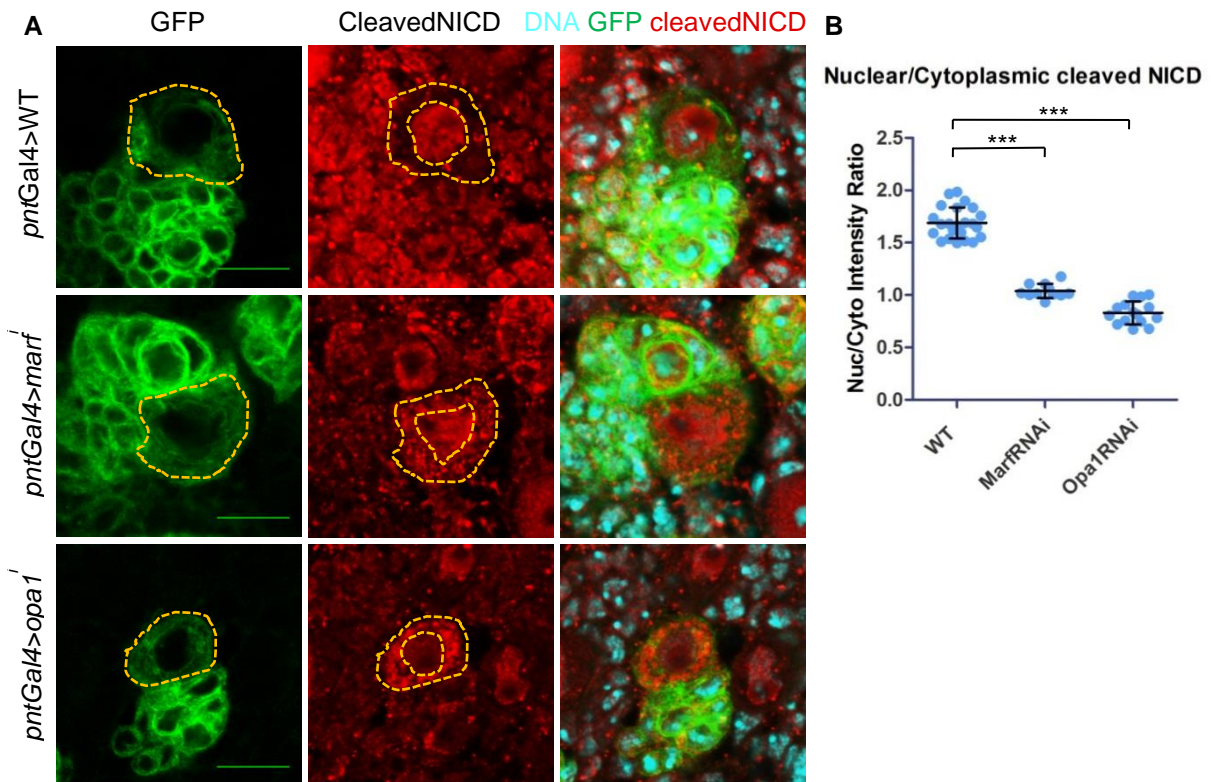 A
GFP
CleavedNICD
DNA GFP cleavedNICD
pntGal4>WT
pntGal4>marf i
pntGal4>opa1 i
B
Nuclear/Cytoplasmic cleaved NICD
***
***
Nuc/Cyto Intensity Ratio
2.5
2.0
1.5
1.0
0.5
0.0
WT
MarfRNAi
Opa1RNAi